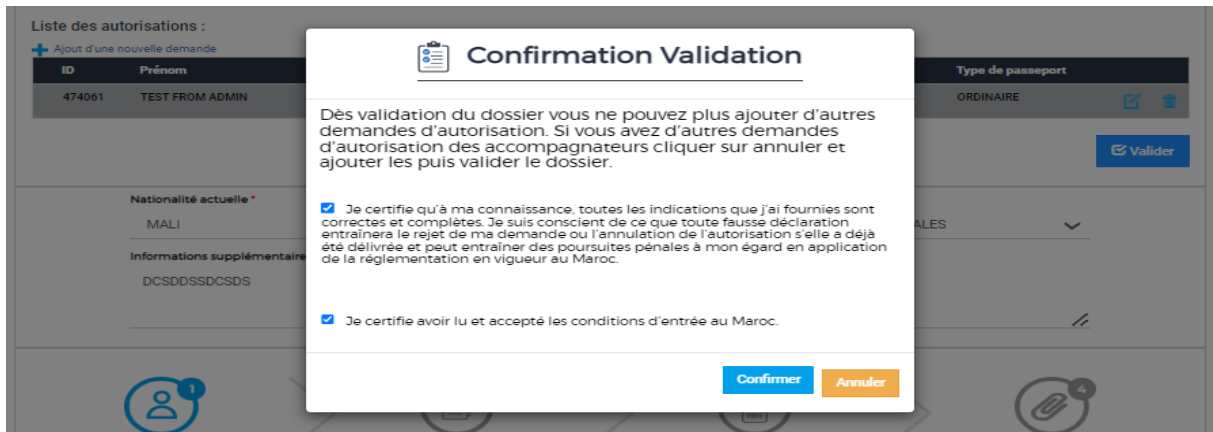 Liste des autorisations :
Ajout d'une nouvelle demande
ID Prénom Type de passeport
474061 TEST FROM ADMIN ORDINAIRE
Valider
Confirmation Validation
Dès validation du dossier vous ne pouvez plus ajouter d'autres
demandes d'autorisation. Si vous avez d'autres demandes
d'autorisation des accompagnateurs cliquer sur annuler et
ajouter les puis valider le dossier.
Je certifie qu'à ma connaissance, toutes les indications que j'ai fournies sont
correctes et complètes. Je suis conscient de ce que toute fausse déclaration
entraînera le rejet de ma demande ou l'annulation de l'autorisation s'elle a déjà
été délivrée et peut entraîner des poursuites pénales à mon égard en application
de la réglementation en vigueur au Maroc.
Je certifie avoir lu et accepté les conditions d'entrée au Maroc.
Confirmer Annuler
Nationalité actuelle *
MALI ALES
Informations supplémentaire
DCSDDSSDCSDS
1 4